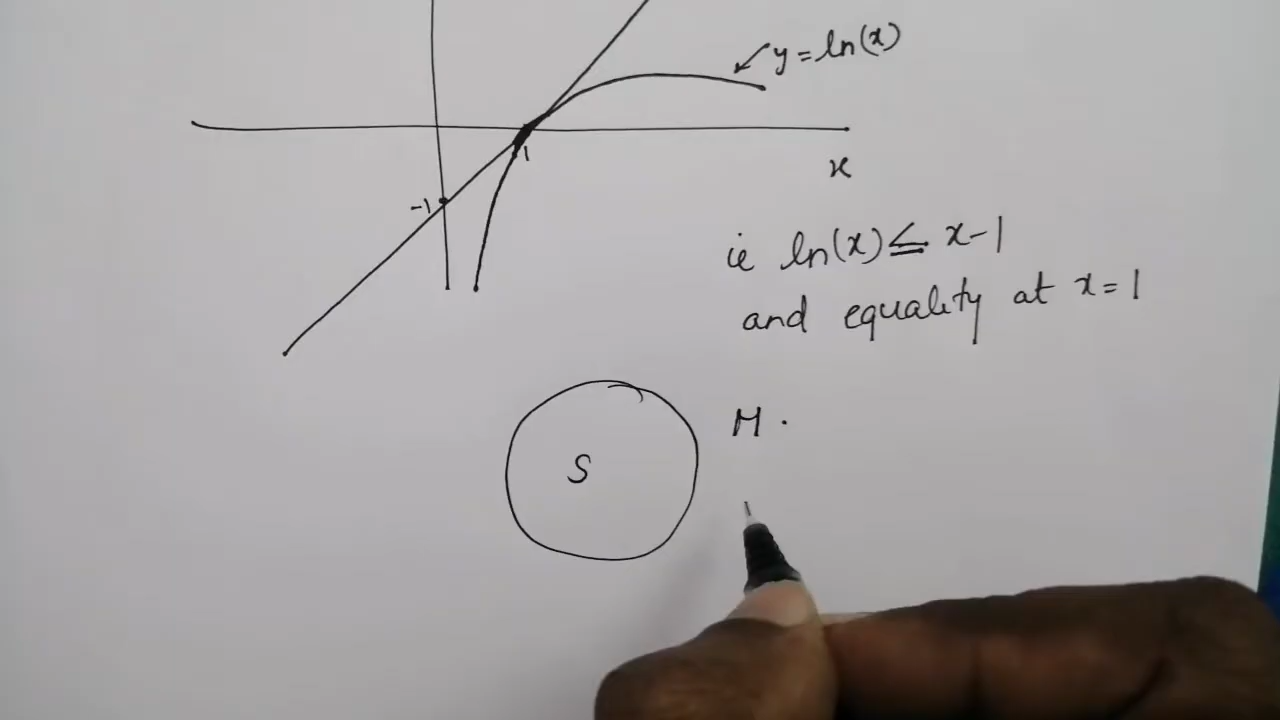 y = ln(x)
1
x
-1
ie ln(x) ≤ x-1
and equality at x = 1
M .
S